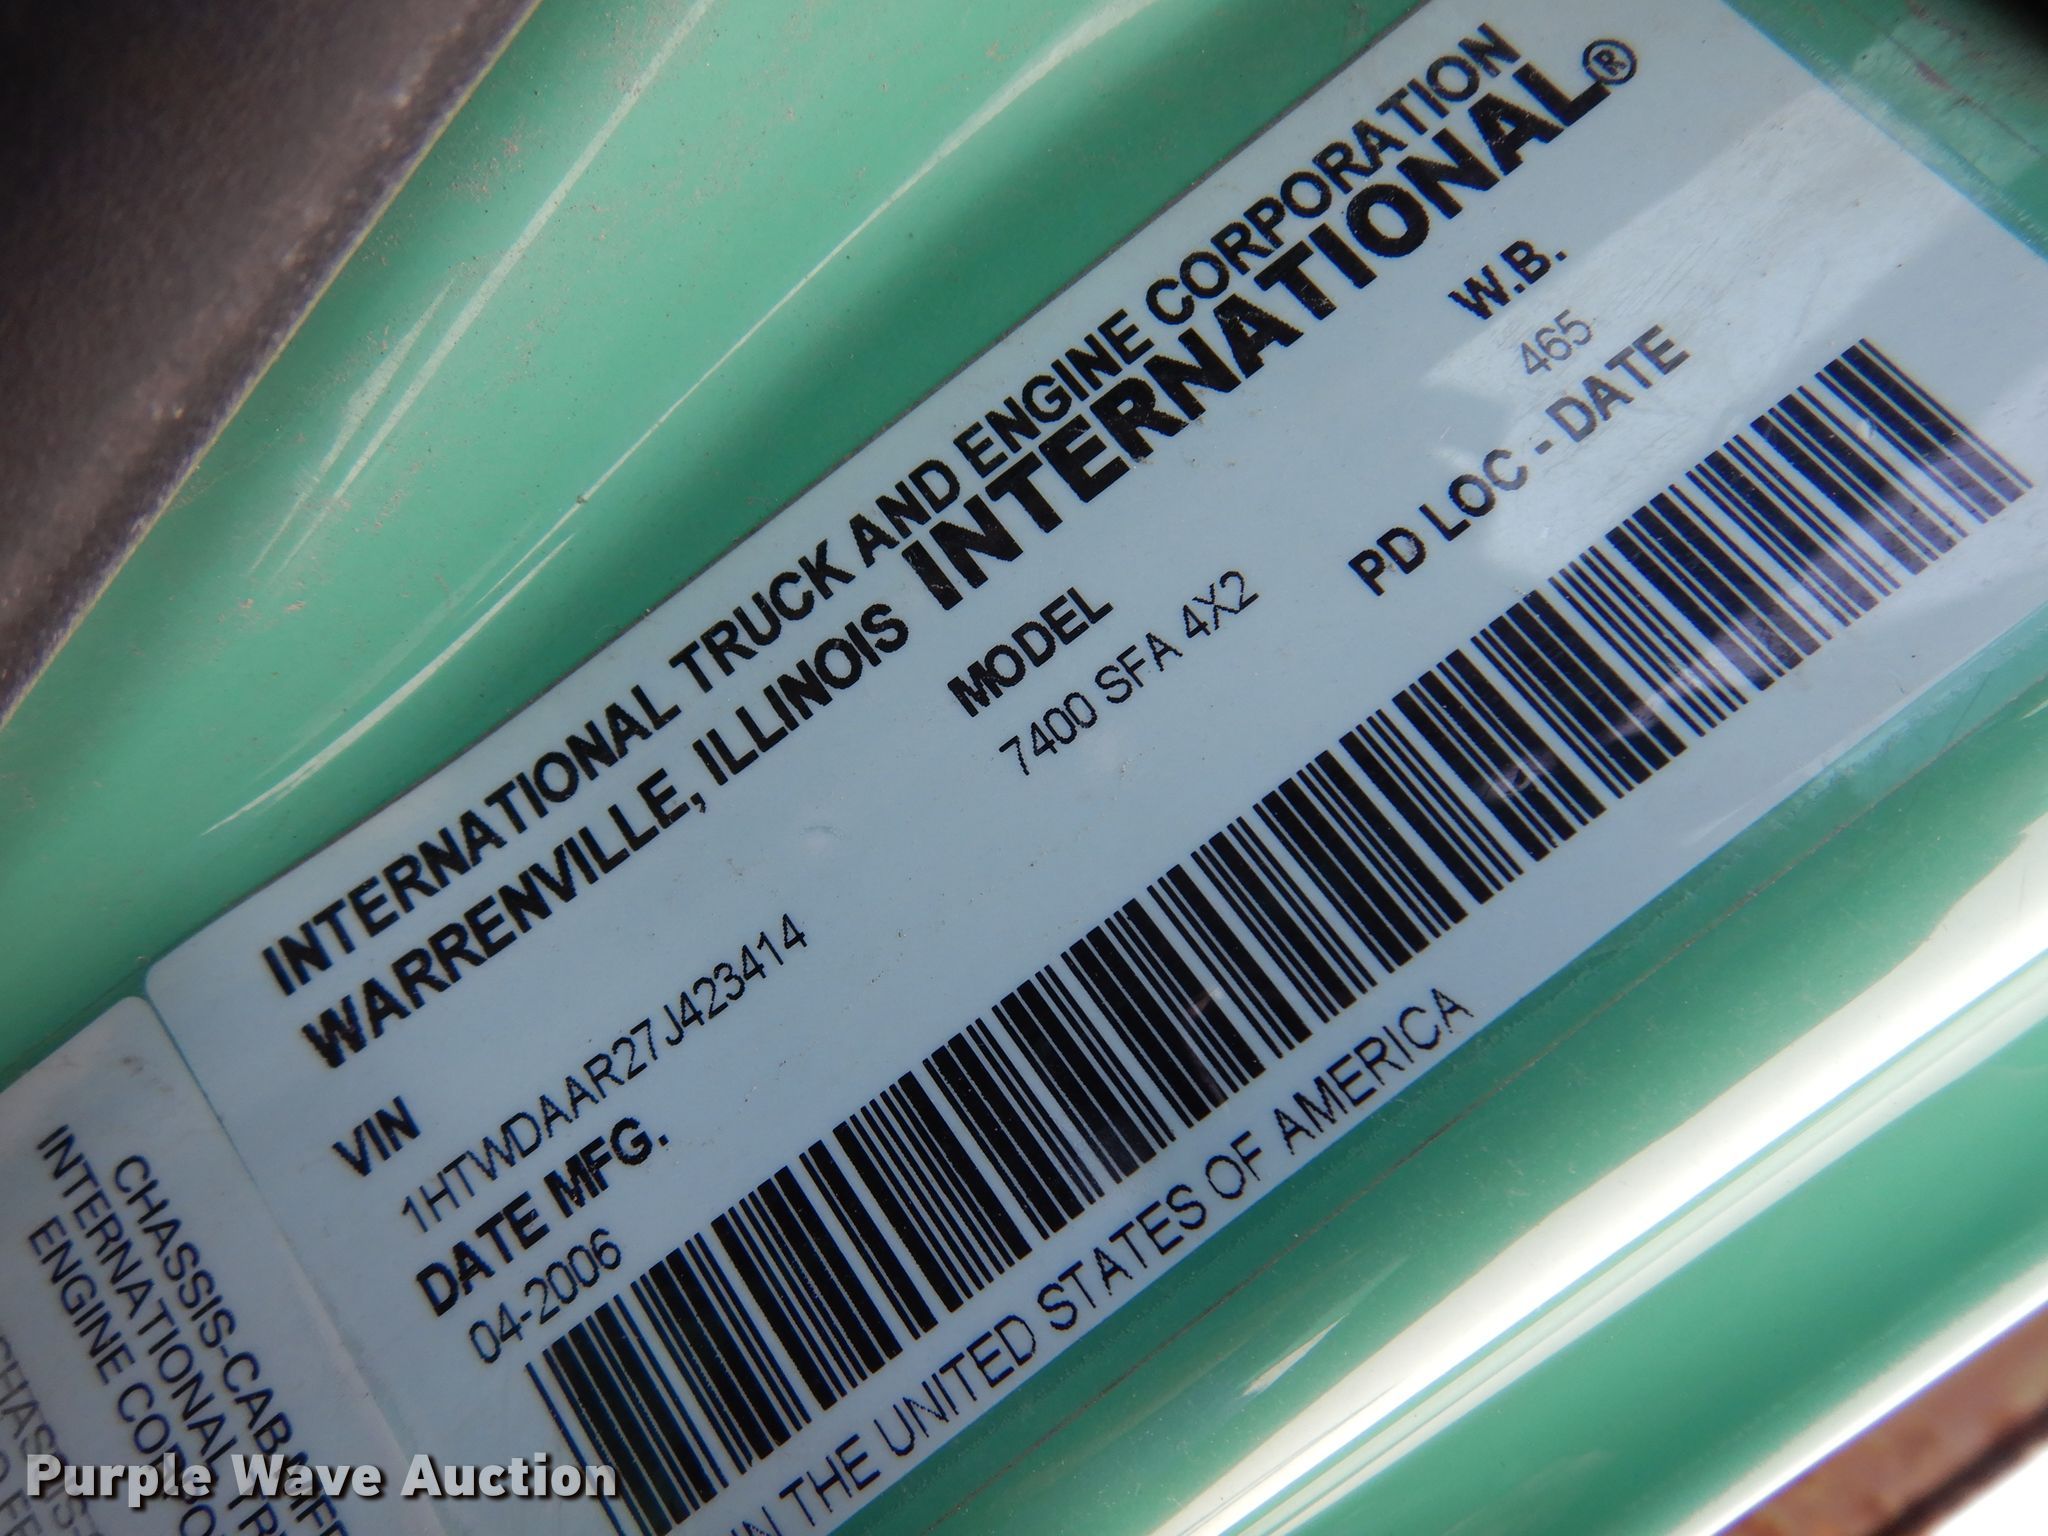 INTERNATIONAL TRUCK AND ENGINE CORPORATION
WARRENVILLE, ILLINOIS INTERNATIONAL®
VIN MODEL W.B.
1HTWDAAR27J423414 7400 SFA 4X2 465
DATE MFG. PD LOC - DATE
04-2006
IN THE UNITED STATES OF AMERICA
CHASSIS-CAB
INTERNATIONAL
ENGINE
Purple Wave Auction